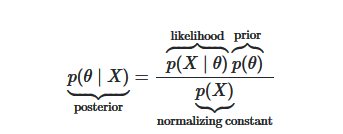 likelihood prior
p(X | θ) p(θ)
p(θ | X) =
p(X)
posterior
normalizing constant